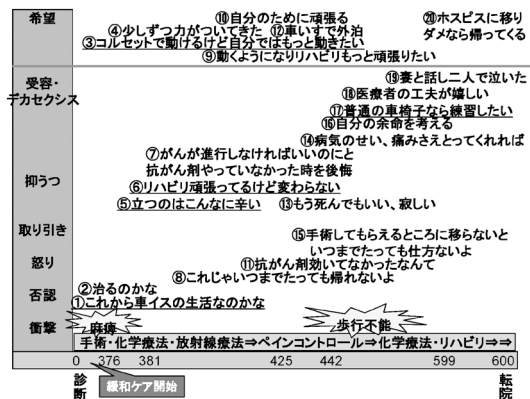 希望
⑩自分のために頑張る
⑳ホスピスに移り
ダメなら帰ってくる
④少しずつ力がついてきた ⑫車いすで外泊
③コルセットで動けるけど自分ではもっと動きたい
⑨動くようになりリハビリもっと頑張りたい
受容・
デカセクシス
⑲妻と話し二人で泣いた
⑱医療者の工夫が嬉しい
⑰普通の車椅子なら練習したい
⑯自分の余命を考える
⑭病気のせい、痛みさえとってくれれば
⑦がんが進行しなければいいのにと
抗がん剤やっていなかった時を後悔
抑うつ
⑥リハビリ頑張ってるけど変わらない
⑤立つのはこんなに辛い ⑬もう死んでもいい、寂しい
取り引き
⑮手術してもらえるところに移らないと
いつまでたっても仕方ないよ
怒り
⑪抗がん剤効いてなかったなんて
⑧これじゃいつまでたっても帰れないよ
否認
②治るのかな
①これから車イスの生活なのかな
衝撃
麻痺
歩行不能
手術・化学療法・放射線療法⇒ペインコントロール⇒化学療法・リハビリ⇒⇒
0 376 381 425 442 599 600
診断
緩和ケア開始
転院